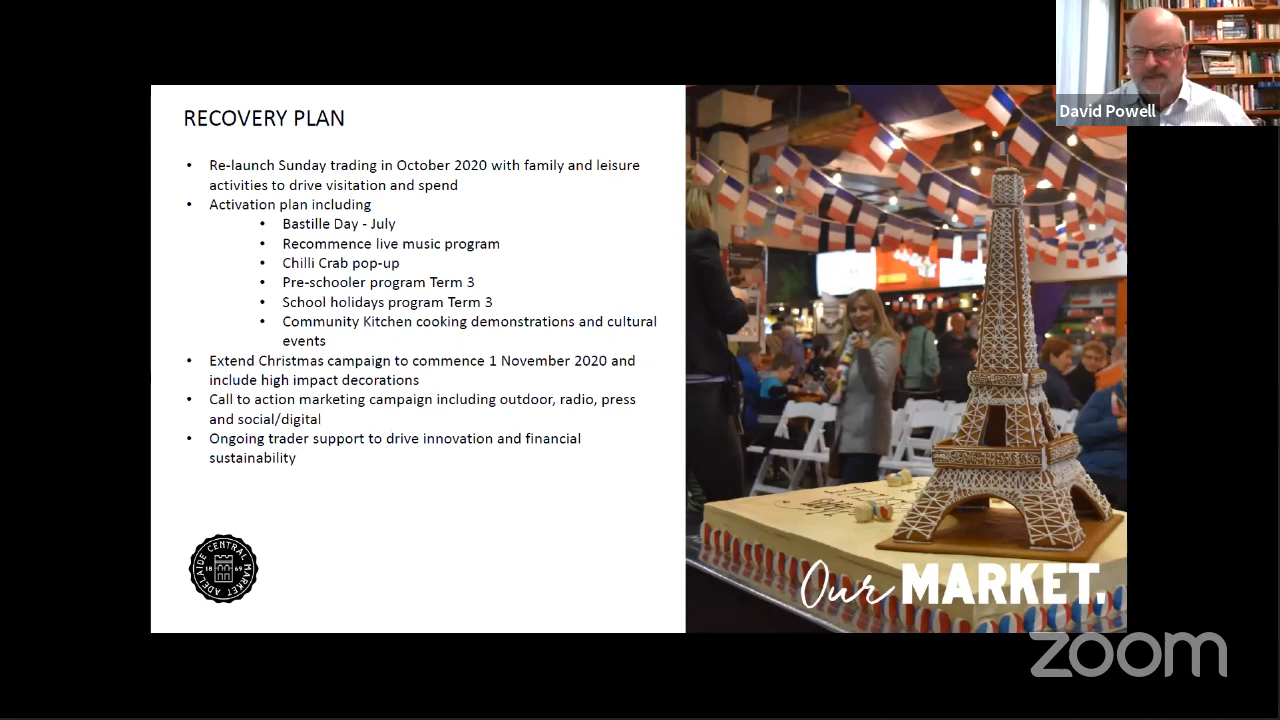 David Powell
RECOVERY PLAN
• Re-launch Sunday trading in October 2020 with family and leisure
activities to drive visitation and spend
• Activation plan including
• Bastille Day - July
• Recommence live music program
• Chilli Crab pop-up
• Pre-schooler program Term 3
• School holidays program Term 3
• Community Kitchen cooking demonstrations and cultural
events
• Extend Christmas campaign to commence 1 November 2020 and
include high impact decorations
• Call to action marketing campaign including outdoor, radio, press
and social/digital
• Ongoing trader support to drive innovation and financial
sustainability
ADELAIDE CENTRAL MARKET
18 69
Our MARKET.
zoom